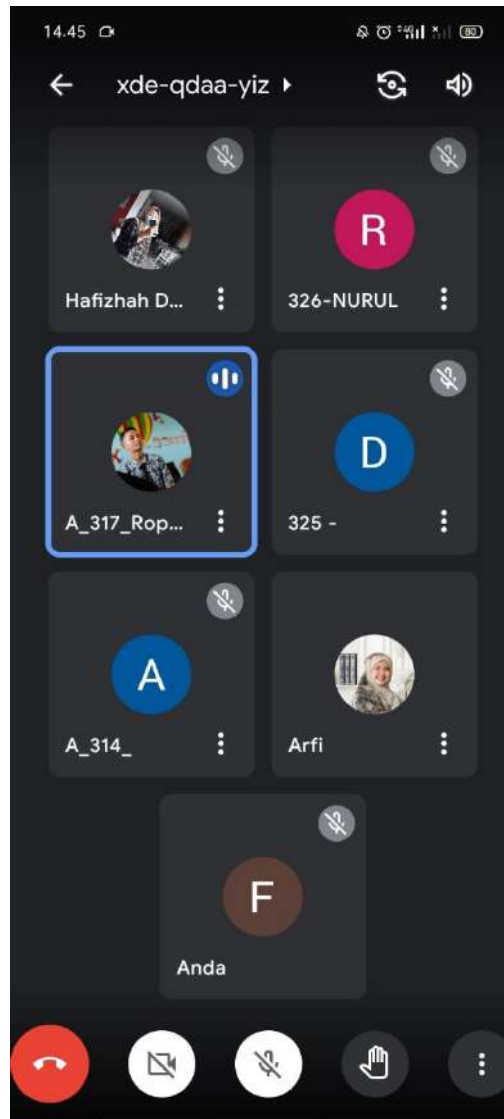 14.45 80
xde-qdaa-yiz
R
Hafizhah D... 326-NURUL
D
A_317_Rop... 325 -
A
A_314_ Arfi
F
Anda